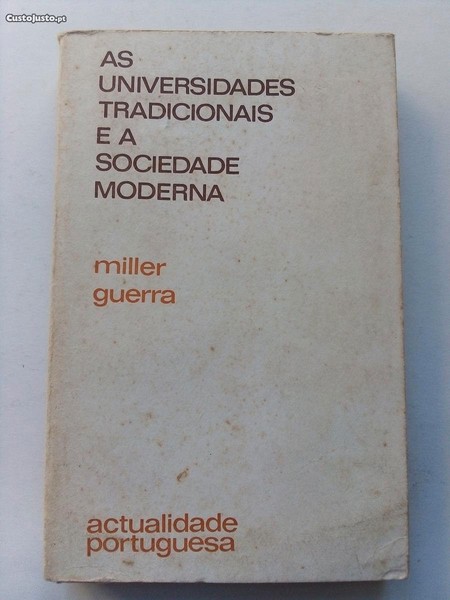 CustoJusto.pt
AS
UNIVERSIDADES
TRADICIONAIS
E A
SOCIEDADE
MODERNA
miller
guerra
actualidade
portuguesa